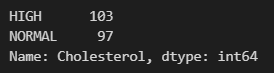 HIGH      103
NORMAL     97
Name: Cholesterol, dtype: int64